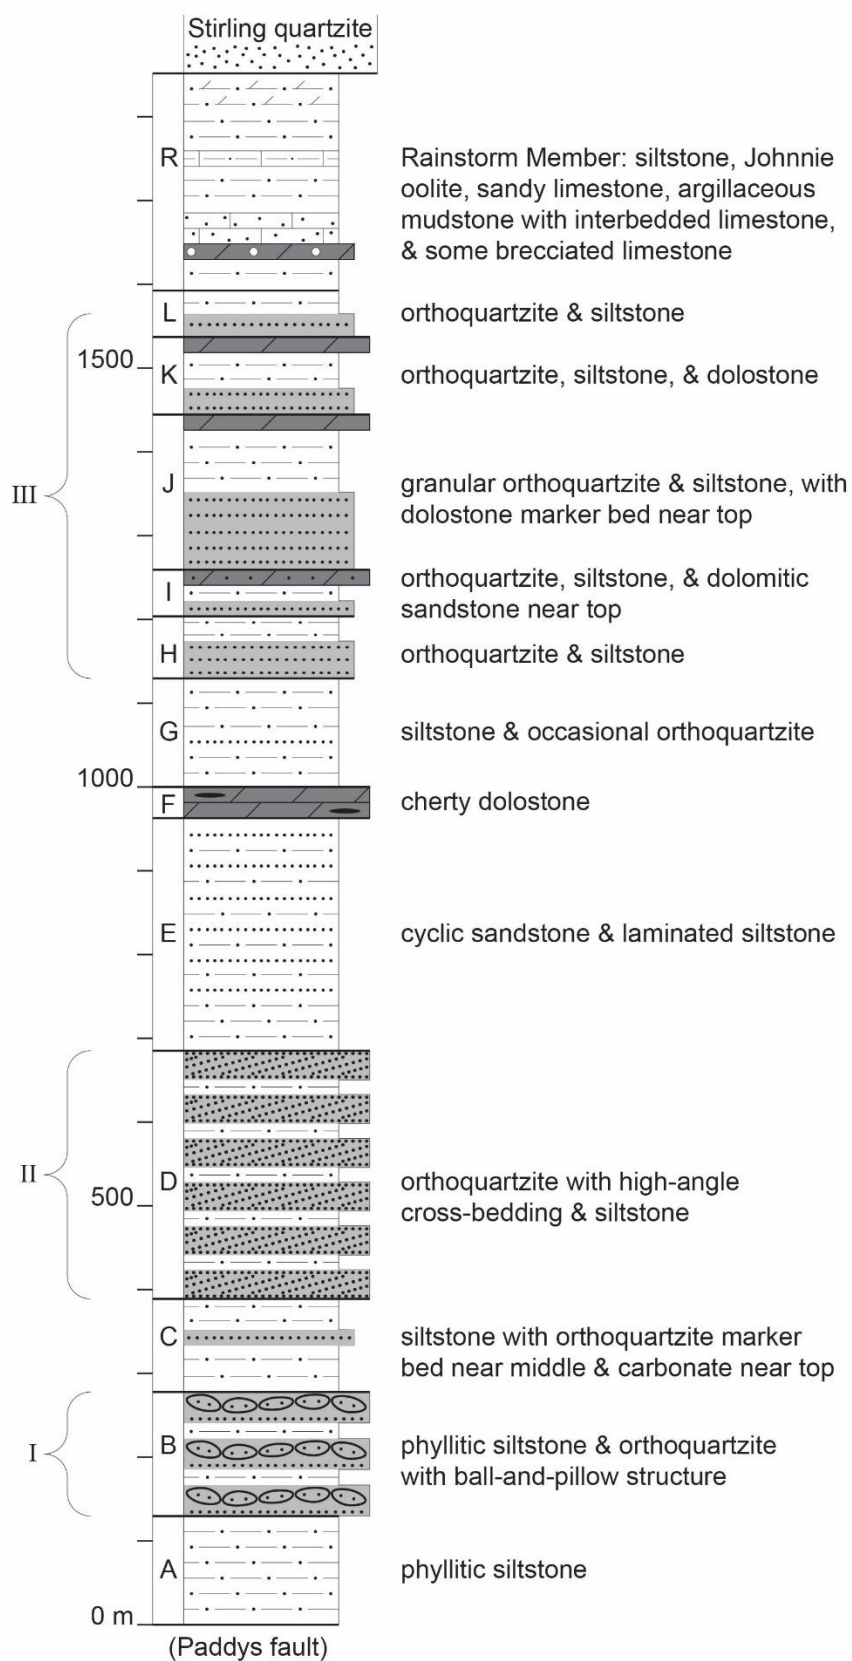 Stirling quartzite
R
Rainstorm Member: siltstone, Johnnie
oolite, sandy limestone, argillaceous
mudstone with interbedded limestone,
& some brecciated limestone
L
orthoquartzite & siltstone
1500
K
orthoquartzite, siltstone, & dolostone
III
J
granular orthoquartzite & siltstone, with
dolostone marker bed near top
I
orthoquartzite, siltstone, & dolomitic
sandstone near top
H
orthoquartzite & siltstone
G
siltstone & occasional orthoquartzite
1000
F
cherty dolostone
E
cyclic sandstone & laminated siltstone
II
D
500
orthoquartzite with high-angle
cross-bedding & siltstone
C
siltstone with orthoquartzite marker
bed near middle & carbonate near top
I
B
phyllitic siltstone & orthoquartzite
with ball-and-pillow structure
A
phyllitic siltstone
0 m
(Paddys fault)